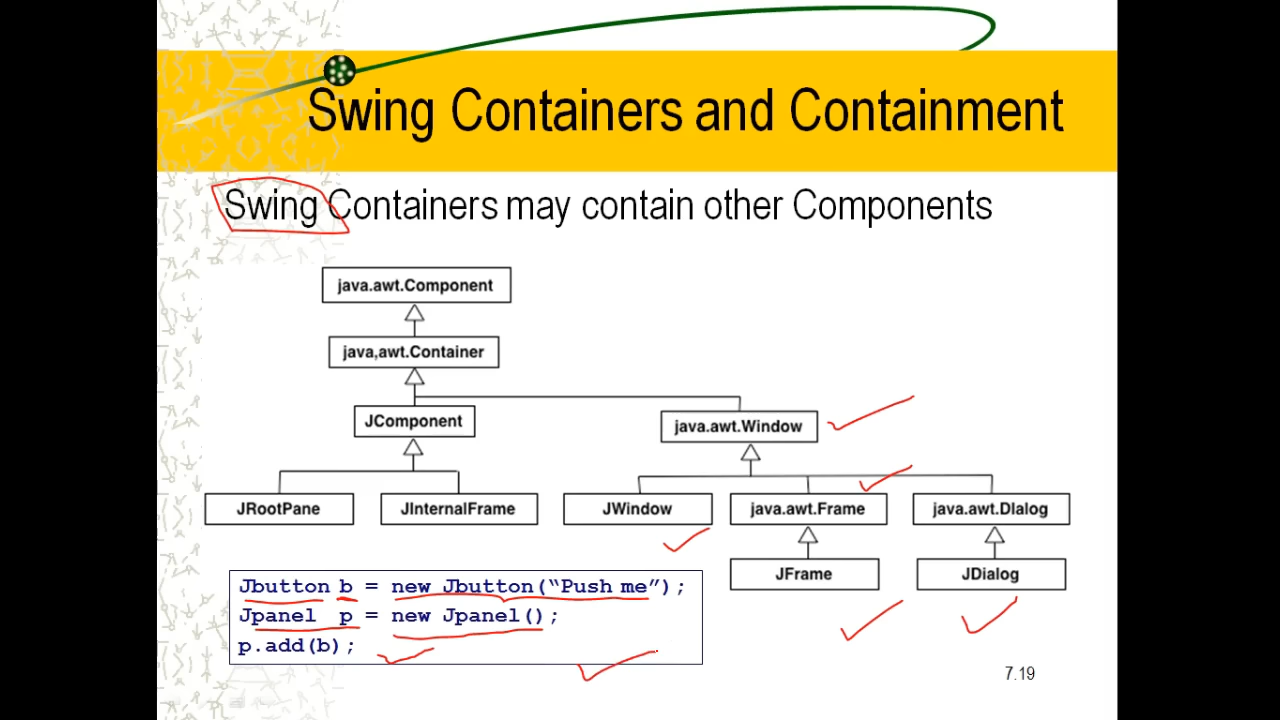 Swing Containers and Containment
Swing Containers may contain other Components
java.awt.Component
java,awt.Container
JComponent
java.awt.Window
JRootPane
JInternalFrame
JWindow
java.awt.Frame
java.awt.DIalog
JFrame
JDialog
Jbutton b = new Jbutton(“Push me”);
Jpanel p = new Jpanel();
p.add(b);
7.19